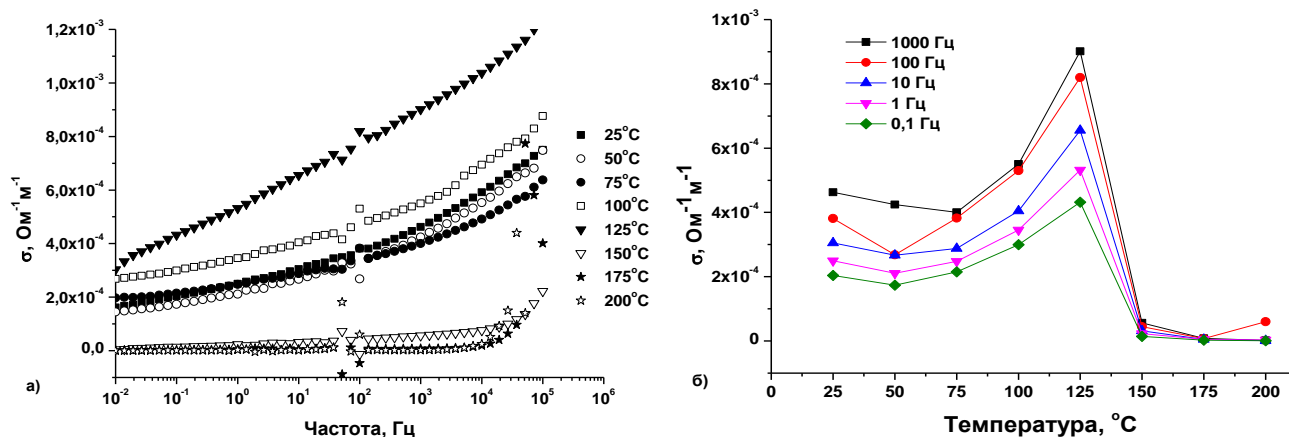 1,2x10⁻³
1,0x10⁻³
8,0x10⁻⁴
6,0x10⁻⁴
4,0x10⁻⁴
2,0x10⁻⁴
0,0
σ, Ом⁻¹м⁻¹
25°C
50°C
75°C
100°C
125°C
150°C
175°C
200°C
а)
10⁻² 10⁻¹ 10⁰ 10¹ 10² 10³ 10⁴ 10⁵ 10⁶
Частота, Гц
1x10⁻³
8x10⁻⁴
6x10⁻⁴
4x10⁻⁴
2x10⁻⁴
0
σ, Ом⁻¹м⁻¹
1000 Гц
100 Гц
10 Гц
1 Гц
0,1 Гц
б)
0 25 50 75 100 125 150 175 200
Температура, °C